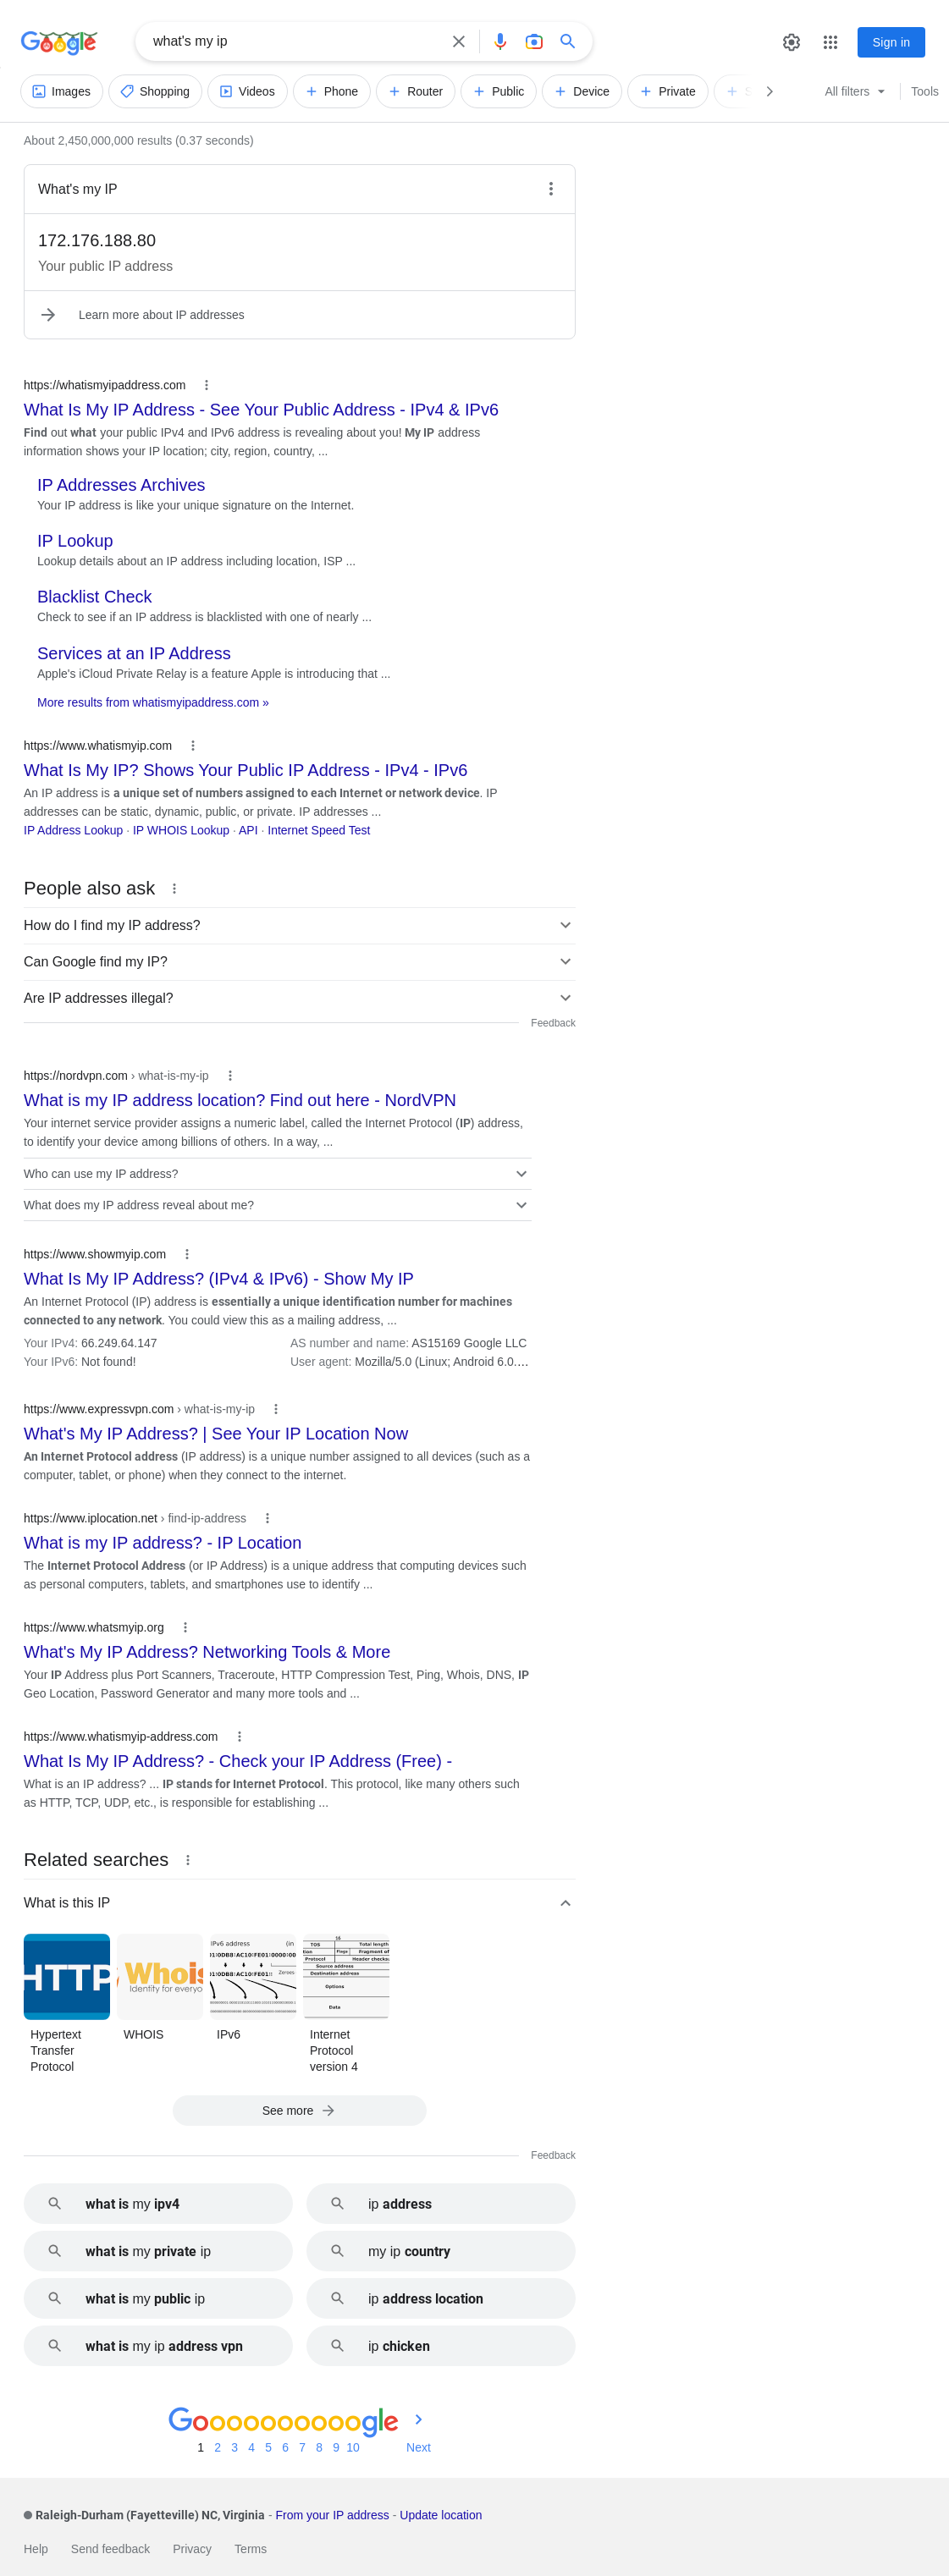 Google
what's my ip
Sign in
Images
Shopping
Videos
Phone
Router
Public
Device
Private
All filters
Tools
About 2,450,000,000 results (0.37 seconds)
What's my IP
172.176.188.80
Your public IP address
Learn more about IP addresses
https://whatismyipaddress.com
What Is My IP Address - See Your Public Address - IPv4 & IPv6
Find out what your public IPv4 and IPv6 address is revealing about you! My IP address
information shows your IP location; city, region, country, ...
IP Addresses Archives
Your IP address is like your unique signature on the Internet.
IP Lookup
Lookup details about an IP address including location, ISP ...
Blacklist Check
Check to see if an IP address is blacklisted with one of nearly ...
Services at an IP Address
Apple's iCloud Private Relay is a feature Apple is introducing that ...
More results from whatismyipaddress.com »
https://www.whatismyip.com
What Is My IP? Shows Your Public IP Address - IPv4 - IPv6
An IP address is a unique set of numbers assigned to each Internet or network device. IP
addresses can be static, dynamic, public, or private. IP addresses ...
IP Address Lookup · IP WHOIS Lookup · API · Internet Speed Test
People also ask
How do I find my IP address?
Can Google find my IP?
Are IP addresses illegal?
Feedback
https://nordvpn.com › what-is-my-ip
What is my IP address location? Find out here - NordVPN
Your internet service provider assigns a numeric label, called the Internet Protocol (IP) address,
to identify your device among billions of others. In a way, ...
Who can use my IP address?
What does my IP address reveal about me?
https://www.showmyip.com
What Is My IP Address? (IPv4 & IPv6) - Show My IP
An Internet Protocol (IP) address is essentially a unique identification number for machines
connected to any network. You could view this as a mailing address, ...
Your IPv4: 66.249.64.147
AS number and name: AS15169 Google LLC
Your IPv6: Not found!
User agent: Mozilla/5.0 (Linux; Android 6.0....
https://www.expressvpn.com › what-is-my-ip
What's My IP Address? | See Your IP Location Now
An Internet Protocol address (IP address) is a unique number assigned to all devices (such as a
computer, tablet, or phone) when they connect to the internet.
https://www.iplocation.net › find-ip-address
What is my IP address? - IP Location
The Internet Protocol Address (or IP Address) is a unique address that computing devices such
as personal computers, tablets, and smartphones use to identify ...
https://www.whatsmyip.org
What's My IP Address? Networking Tools & More
Your IP Address plus Port Scanners, Traceroute, HTTP Compression Test, Ping, Whois, DNS, IP
Geo Location, Password Generator and many more tools and ...
https://www.whatismyip-address.com
What Is My IP Address? - Check your IP Address (Free) -
What is an IP address? ... IP stands for Internet Protocol. This protocol, like many others such
as HTTP, TCP, UDP, etc., is responsible for establishing ...
Related searches
What is this IP
HTTP
Whois
Identity for everyo
IPv6 address (in
Zeroes
16
TOS
Total length
Flags
Fragment of
Protocol
Header checks
Source address
Destination address
Options
Data
Hypertext
Transfer
Protocol
WHOIS
IPv6
Internet
Protocol
version 4
See more
Feedback
what is my ipv4
ip address
what is my private ip
my ip country
what is my public ip
ip address location
what is my ip address vpn
ip chicken
Goooooooooogle
1 2 3 4 5 6 7 8 9 10 Next
Raleigh-Durham (Fayetteville) NC, Virginia - From your IP address - Update location
Help
Send feedback
Privacy
Terms